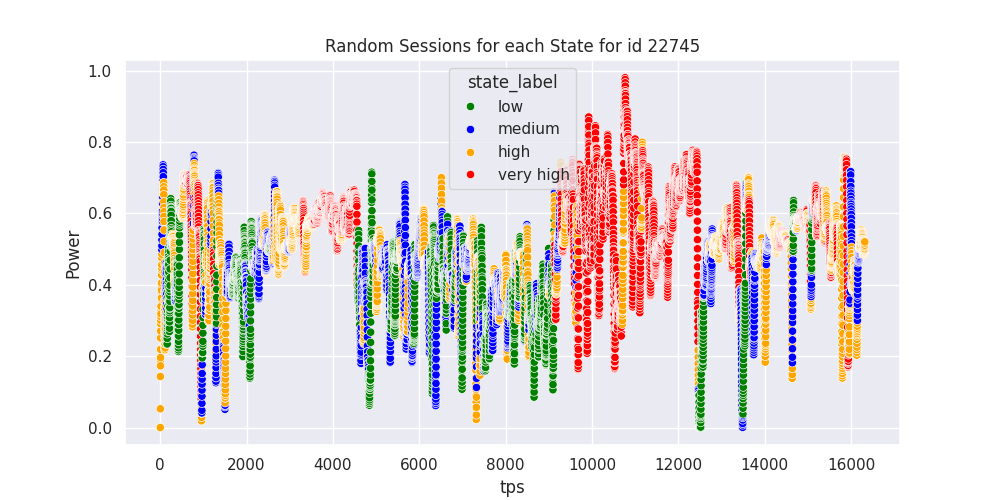 Random Sessions for each State for id 22745
Power
1.0
0.8
0.6
0.4
0.2
0.0
state_label
low
medium
high
very high
0
2000
4000
6000
8000
10000
12000
14000
16000
tps